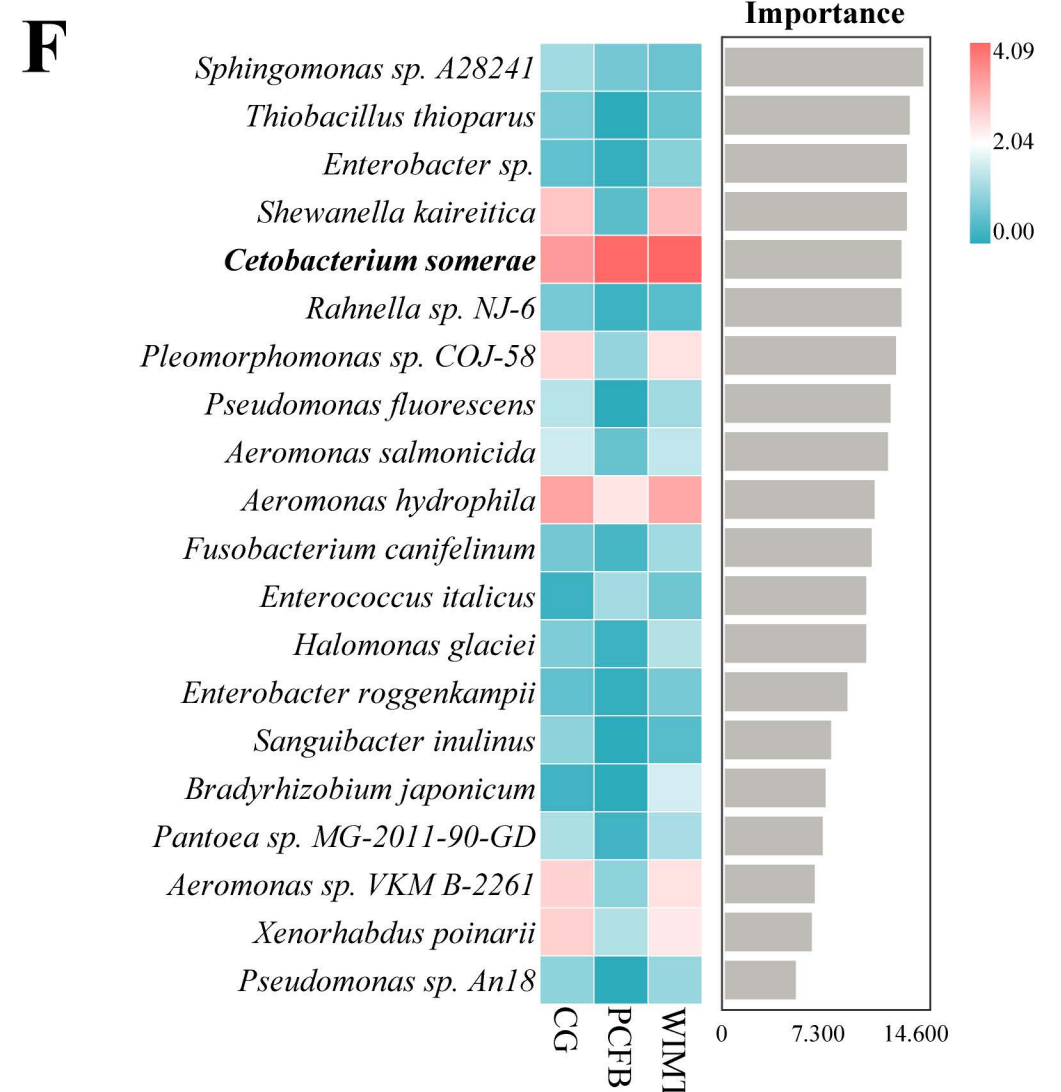 F
Importance
Sphingomonas sp. A28241
Thiobacillus thioparus
Enterobacter sp.
Shewanella kaireitica
Cetobacterium somerae
Rahnella sp. NJ-6
Pleomorphomonas sp. COJ-58
Pseudomonas fluorescens
Aeromonas salmonicida
Aeromonas hydrophila
Fusobacterium canifelinum
Enterococcus italicus
Halomonas glaciei
Enterobacter roggenkampii
Sanguibacter inulinus
Bradyrhizobium japonicum
Pantoea sp. MG-2011-90-GD
Aeromonas sp. VKM B-2261
Xenorhabdus poinarii
Pseudomonas sp. An18
CG
PCFB
0 7.300 14.600
4.09
2.04
0.00